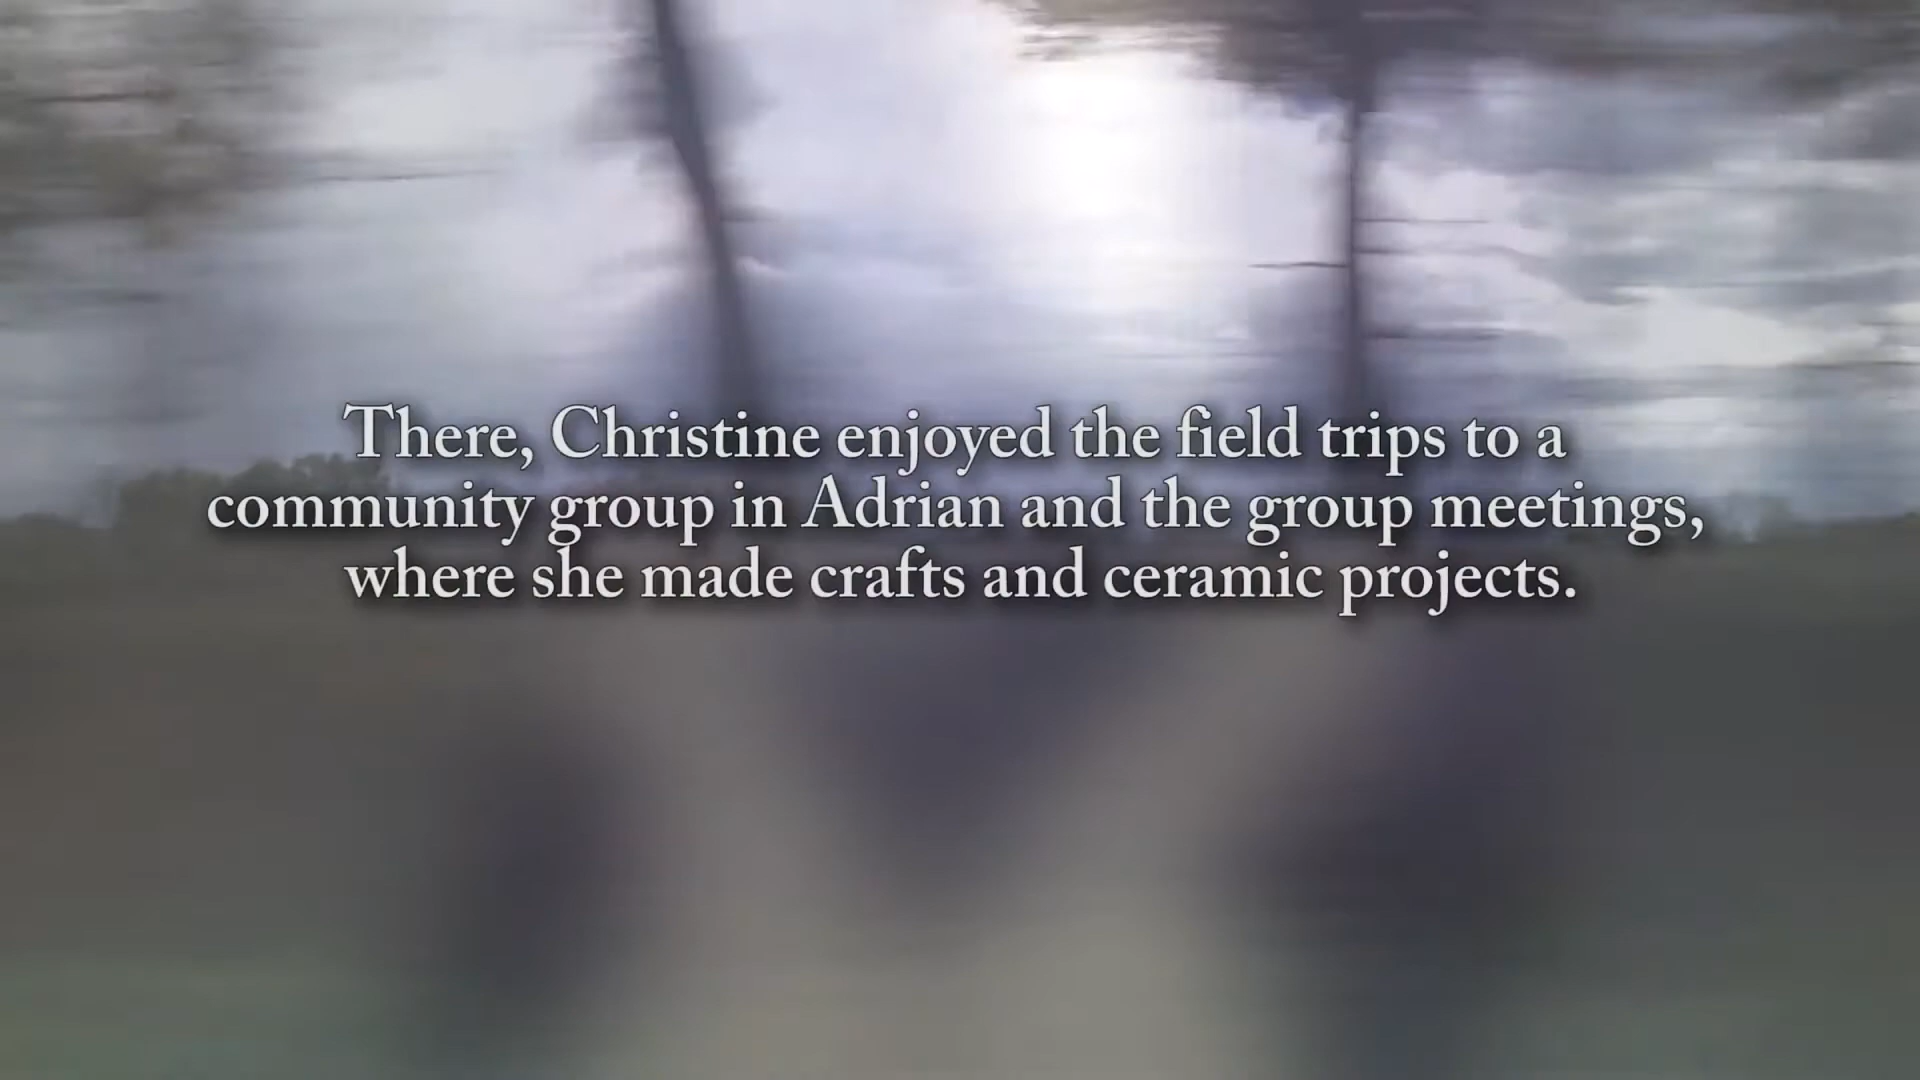 There, Christine enjoyed the field trips to a
community group in Adrian and the group meetings,
where she made crafts and ceramic projects.